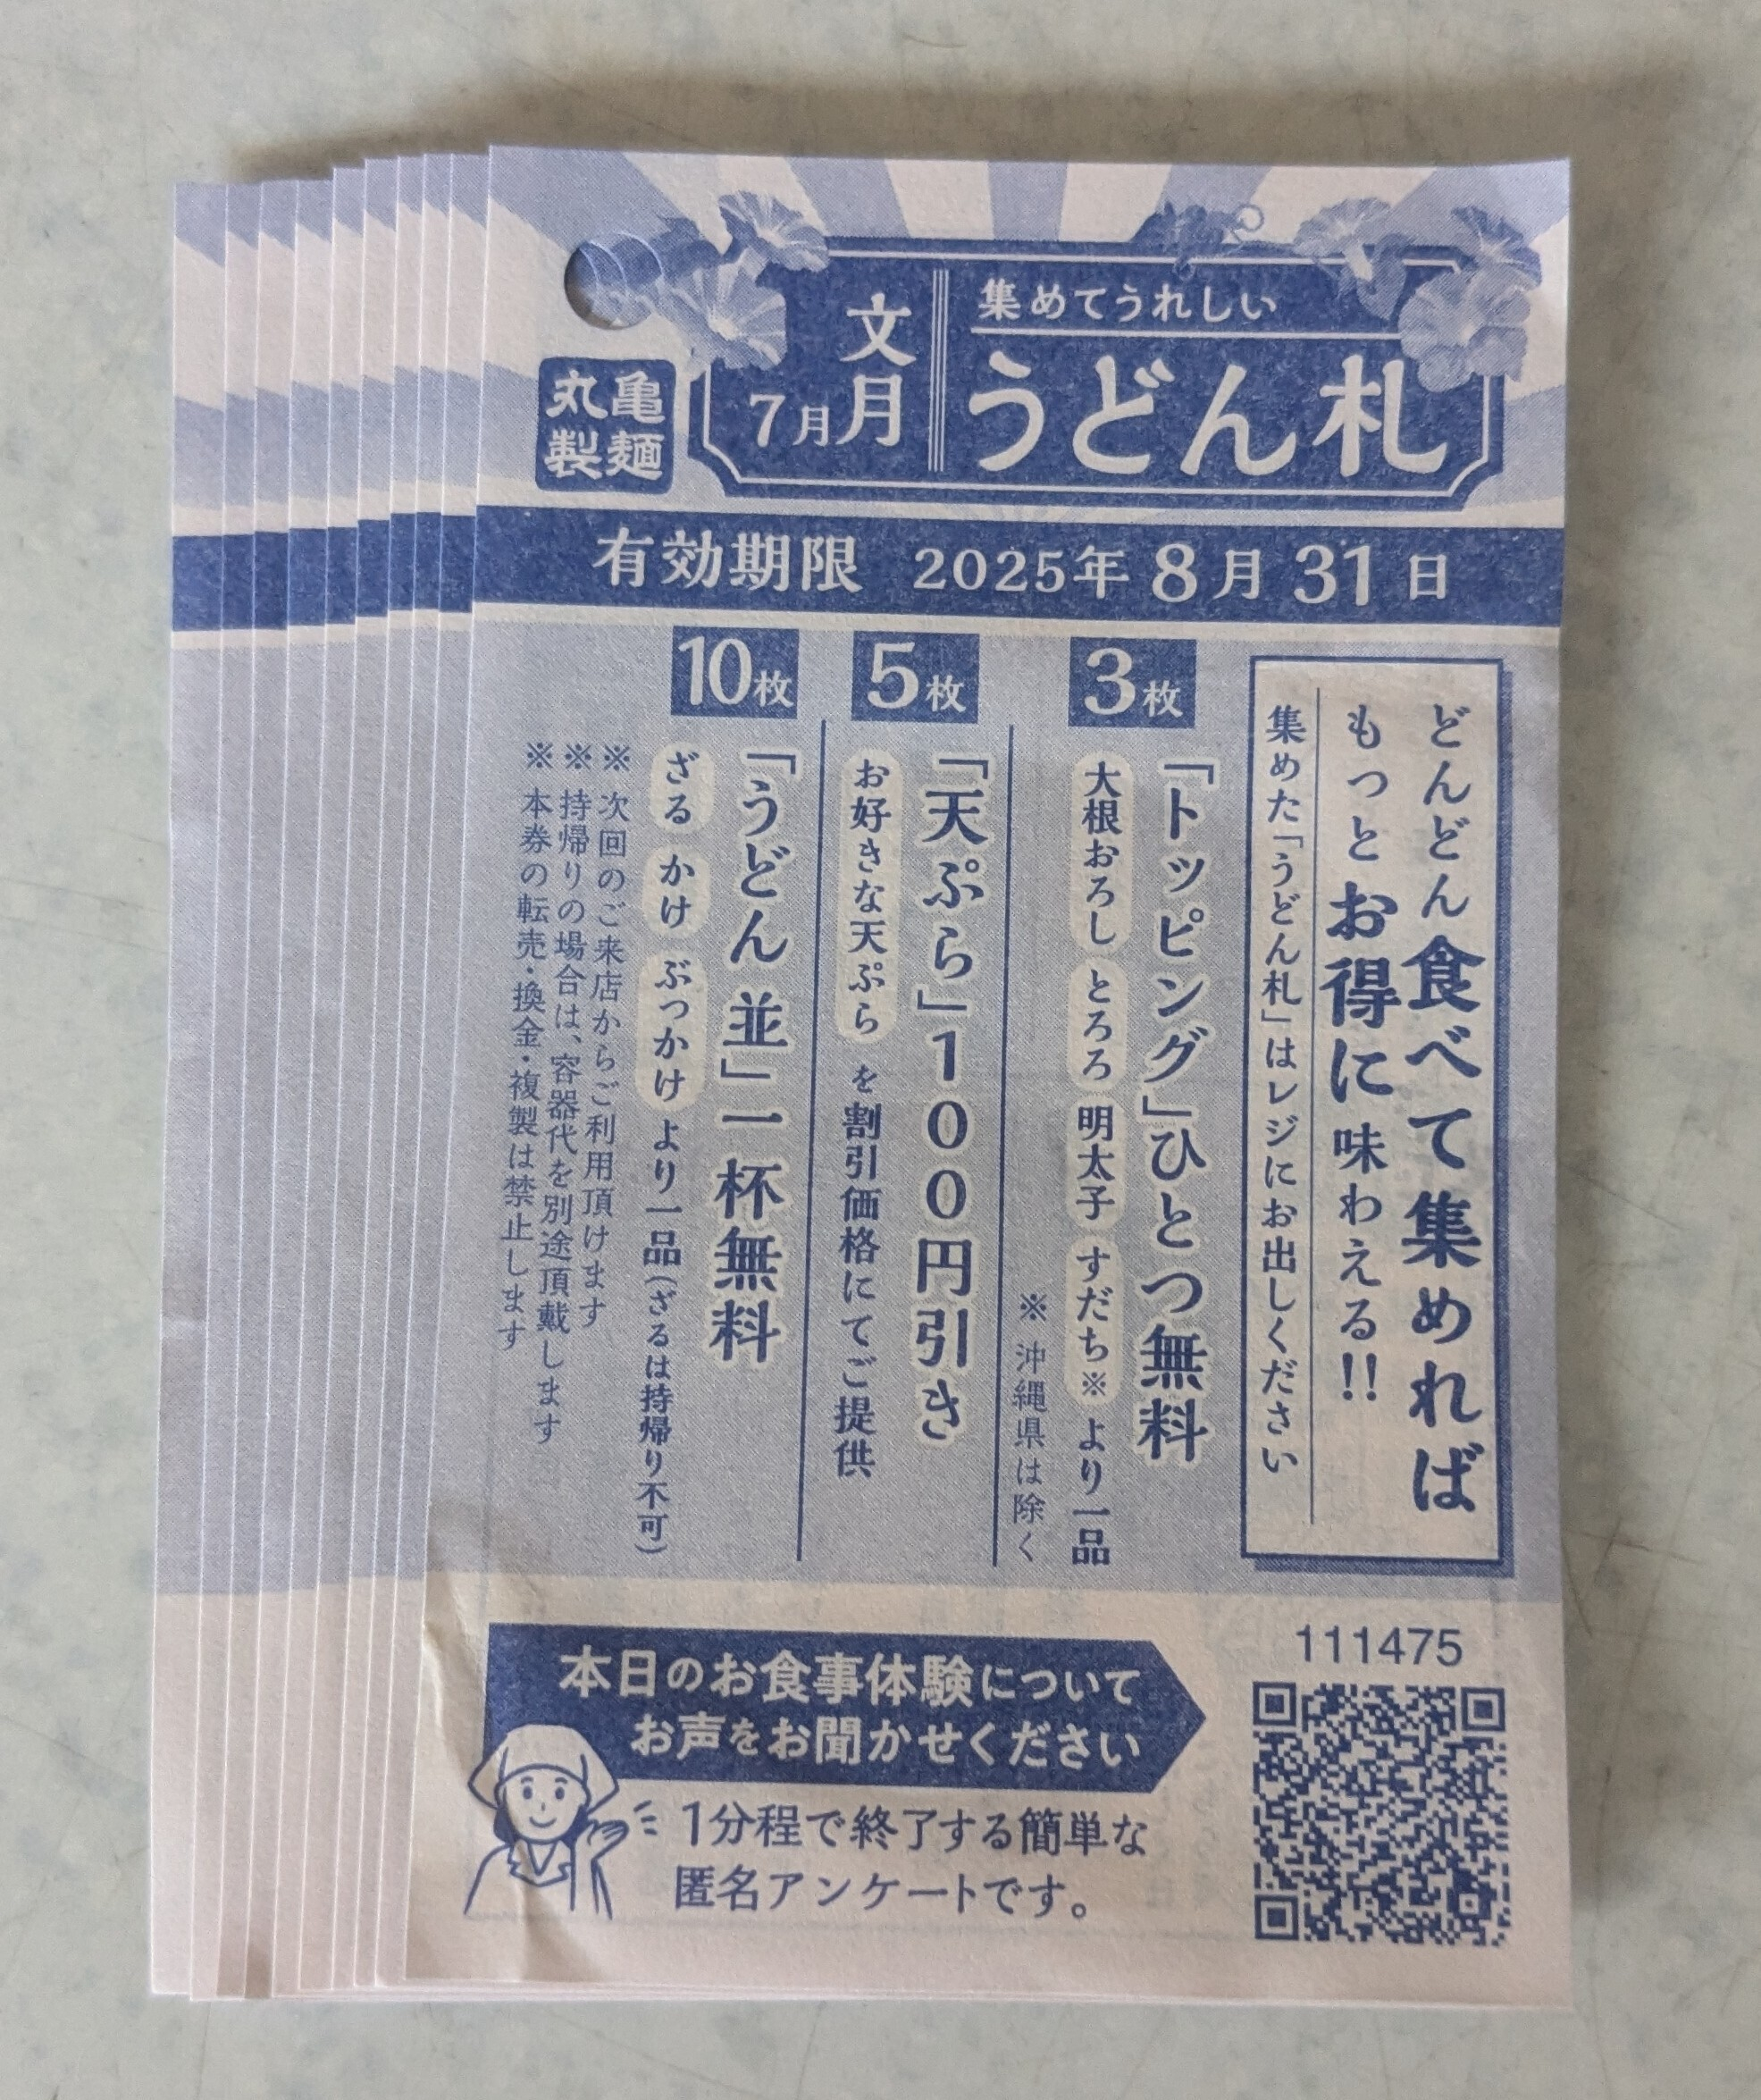 集めてうれしい
うどん札
文月
7月
丸亀
製麺
有効期限 2025年 8月 31日
どんどん食べて集めれば
もっとお得に味わえる!!
集めた「うどん札」はレジにお出しください
3枚
「トッピング」ひとつ無料
大根おろし とろろ 明太子 すだち※ より一品
※沖縄県は除く
5枚
「天ぷら」100円引き
お好きな天ぷら を割引価格にてご提供
10枚
「うどん 並」一杯無料
ざる かけ ぶっかけ より一品(ざるは持帰り不可)
※次回のご来店からご利用頂けます
※持帰りの場合は、容器代を別途頂戴します
※本券の転売・換金・複製は禁止します
本日のお食事体験について
お声をお聞かせください
1分程で終了する簡単な
匿名アンケートです。
111475